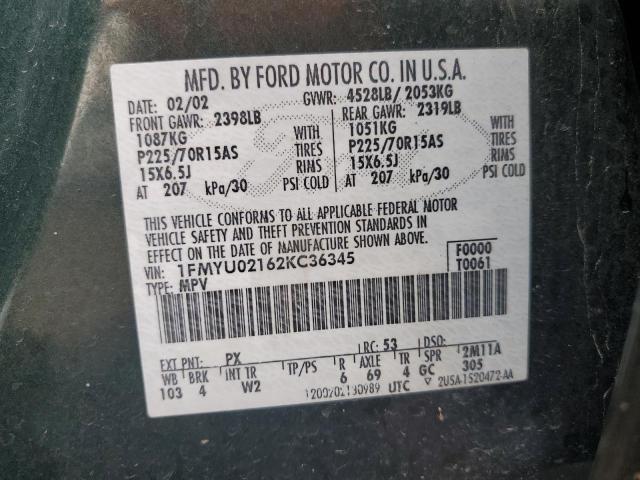 MFD. BY FORD MOTOR CO. IN U.S.A.
DATE: 02/02 GVWR: 4528LB/ 2053KG
FRONT GAWR: 2398LB REAR GAWR: 2319LB
1087KG WITH 1051KG WITH
P225/70R15AS TIRES P225/70R15AS TIRES
15X6.5J RIMS 15X6.5J RIMS
AT 207 kPa/30 PSI COLD AT 207 kPa/30 PSI COLD
THIS VEHICLE CONFORMS TO ALL APPLICABLE FEDERAL MOTOR
VEHICLE SAFETY AND THEFT PREVENTION STANDARDS IN
EFFECT ON THE DATE OF MANUFACTURE SHOWN ABOVE.
VIN: 1FMYU02162KC36345 F0000
TYPE: MPV T0061
EXT PNT: PX RC: 53 DSO:
WB BRK INT TR TP/PS R AXLE TR SPR 2M11A
103 4 W2 6 69 4 GC 305
UTC 2USA-1520472-AA